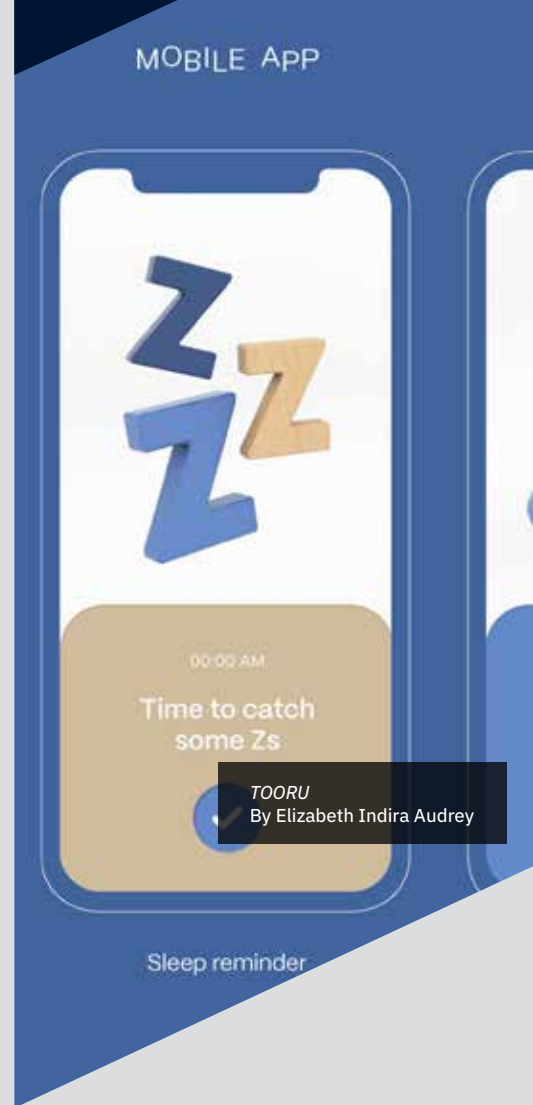 MOBILE APP
Z
Z
Z
00:00 AM
Time to catch
some Zs
TOORU
By Elizabeth Indira Audrey
Sleep reminder